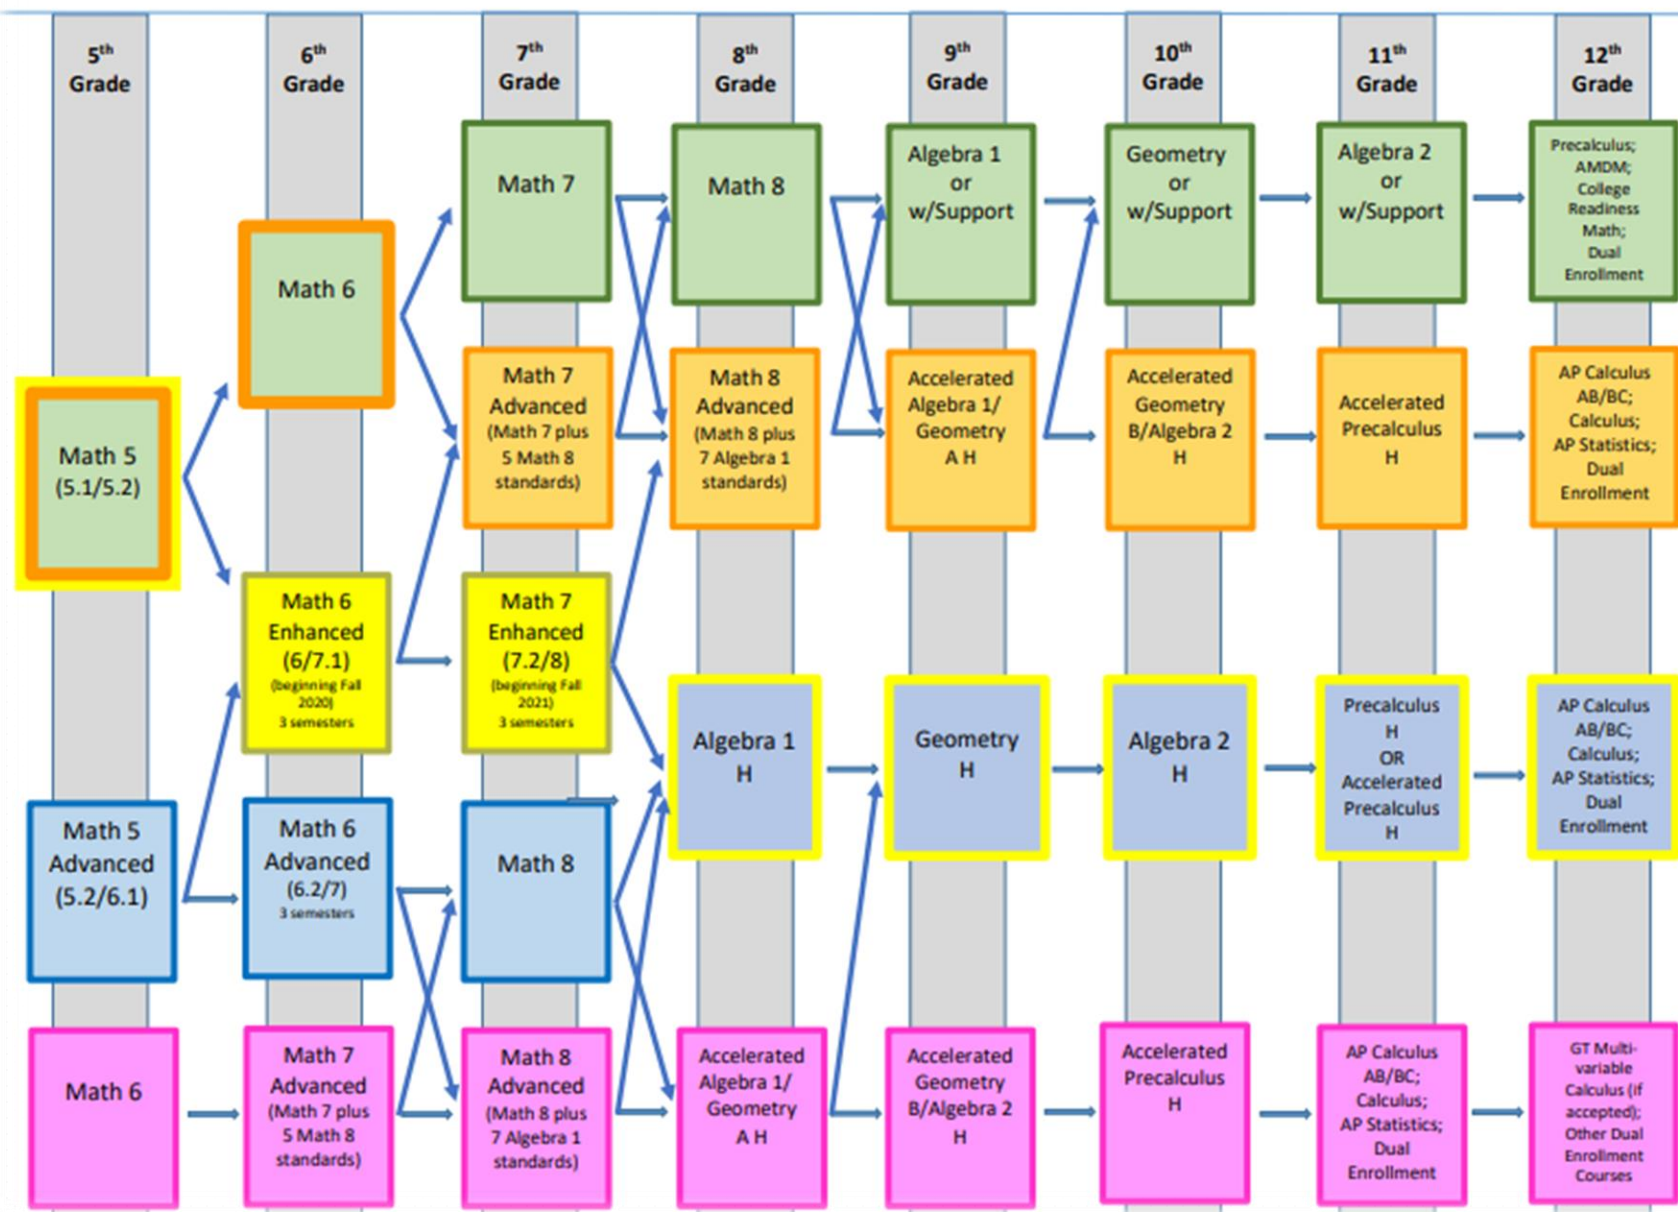 5th
Grade
6th
Grade
7th
Grade
8th
Grade
9th
Grade
10th
Grade
11th
Grade
12th
Grade
Math 5
(5.1/5.2)
Math 5
Advanced
(5.2/6.1)
Math 6
Math 6
Math 6
Enhanced
(6/7.1)
(beginning Fall
2020)
3 semesters
Math 6
Advanced
(6.2/7)
3 semesters
Math 7
Advanced
(Math 7 plus
5 Math 8
standards)
Math 7
Math 7
Advanced
(Math 7 plus
5 Math 8
standards)
Math 7
Enhanced
(7.2/8)
(beginning Fall
2021)
3 semesters
Math 8
Math 8
Advanced
(Math 8 plus
7 Algebra 1
standards)
Math 8
Math 8
Advanced
(Math 8 plus
7 Algebra 1
standards)
Algebra 1
H
Accelerated
Algebra 1/
Geometry
A H
Algebra 1
or
w/Support
Accelerated
Algebra 1/
Geometry
A H
Geometry
H
Accelerated
Geometry
B/Algebra 2
H
Geometry
or
w/Support
Accelerated
Geometry
B/Algebra 2
H
Algebra 2
H
Accelerated
Precalculus
H
Algebra 2
or
w/Support
Accelerated
Precalculus
H
Precalculus
H
OR
Accelerated
Precalculus
H
AP Calculus
AB/BC;
Calculus;
AP Statistics;
Dual
Enrollment
Precalculus;
AMDM;
College
Readiness
Math;
Dual
Enrollment
AP Calculus
AB/BC;
Calculus;
AP Statistics;
Dual
Enrollment
AP Calculus
AB/BC;
Calculus;
AP Statistics;
Dual
Enrollment
GT Multi-
variable
Calculus (if
accepted);
Other Dual
Enrollment
Courses